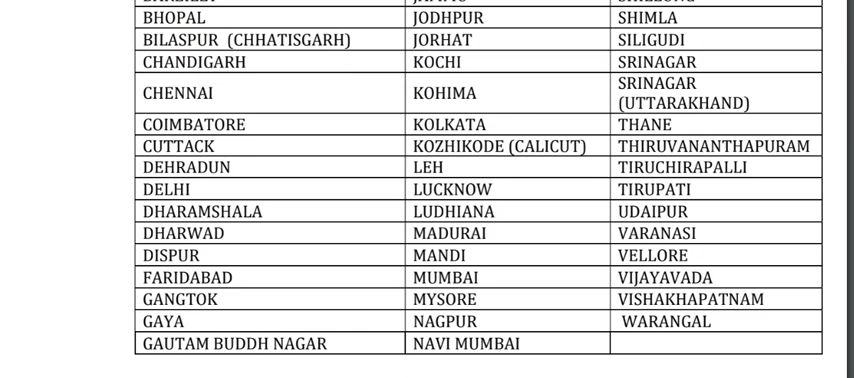 BHOPAL JODHPUR SHIMLA
BILASPUR (CHHATISGARH) JORHAT SILIGUDI
CHANDIGARH KOCHI SRINAGAR
CHENNAI KOHIMA SRINAGAR
(UTTARAKHAND)
COIMBATORE KOLKATA THANE
CUTTACK KOZHIKODE (CALICUT) THIRUVANANTHAPURAM
DEHRADUN LEH TIRUCHIRAPALLI
DELHI LUCKNOW TIRUPATI
DHARAMSHALA LUDHIANA UDAIPUR
DHARWAD MADURAI VARANASI
DISPUR MANDI VELLORE
FARIDABAD MUMBAI VIJAYAVADA
GANGTOK MYSORE VISHAKHAPATNAM
GAYA NAGPUR WARANGAL
GAUTAM BUDDH NAGAR NAVI MUMBAI